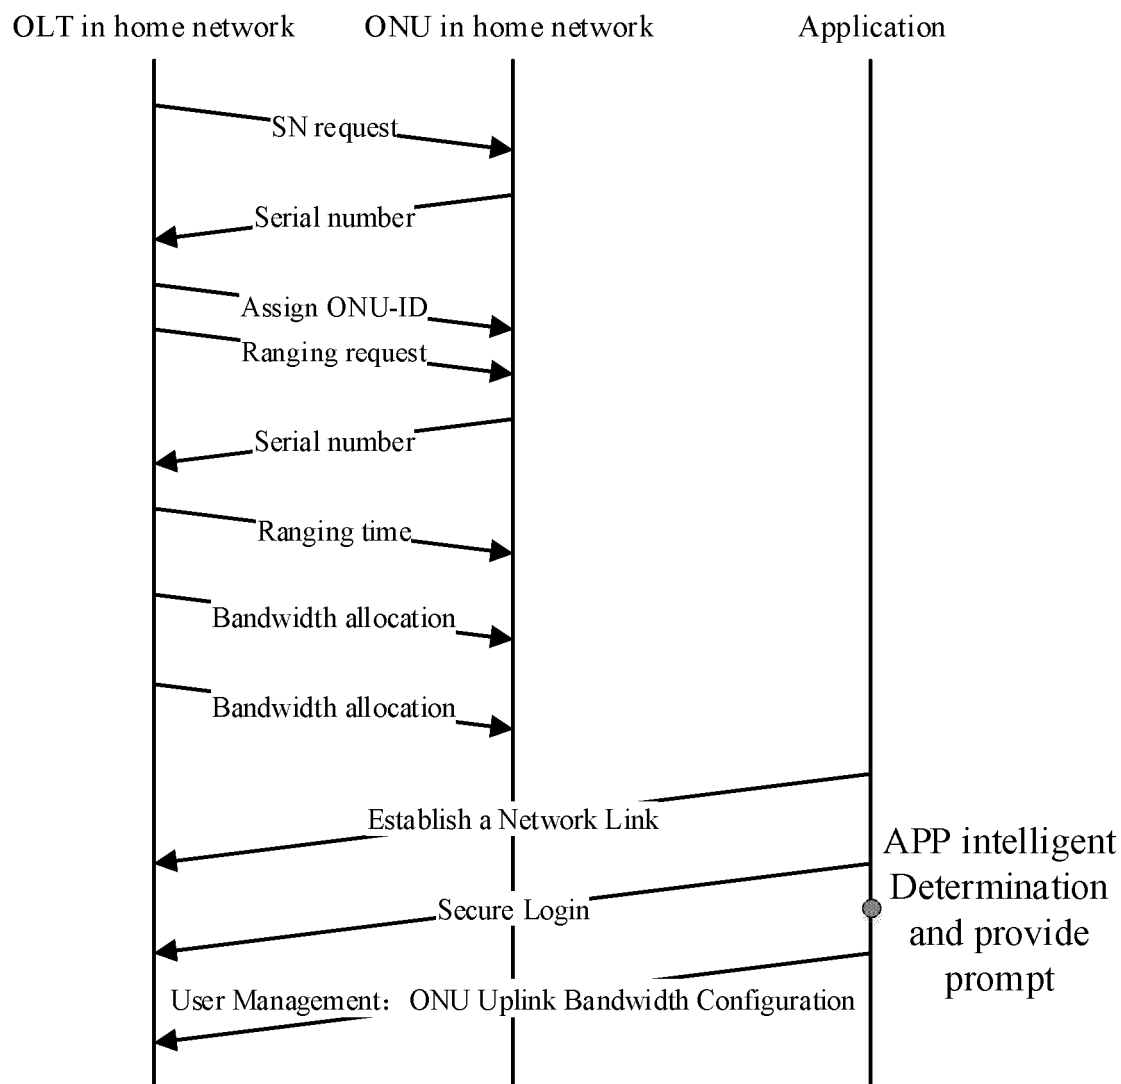 OLT in home network
ONU in home network
Application
SN request
Serial number
Assign ONU-ID
Ranging request
Serial number
Ranging time
Bandwidth allocation
Bandwidth allocation
Establish a Network Link
APP intelligent
Determination
and provide
prompt
Secure Login
User Management：ONU Uplink Bandwidth Configuration